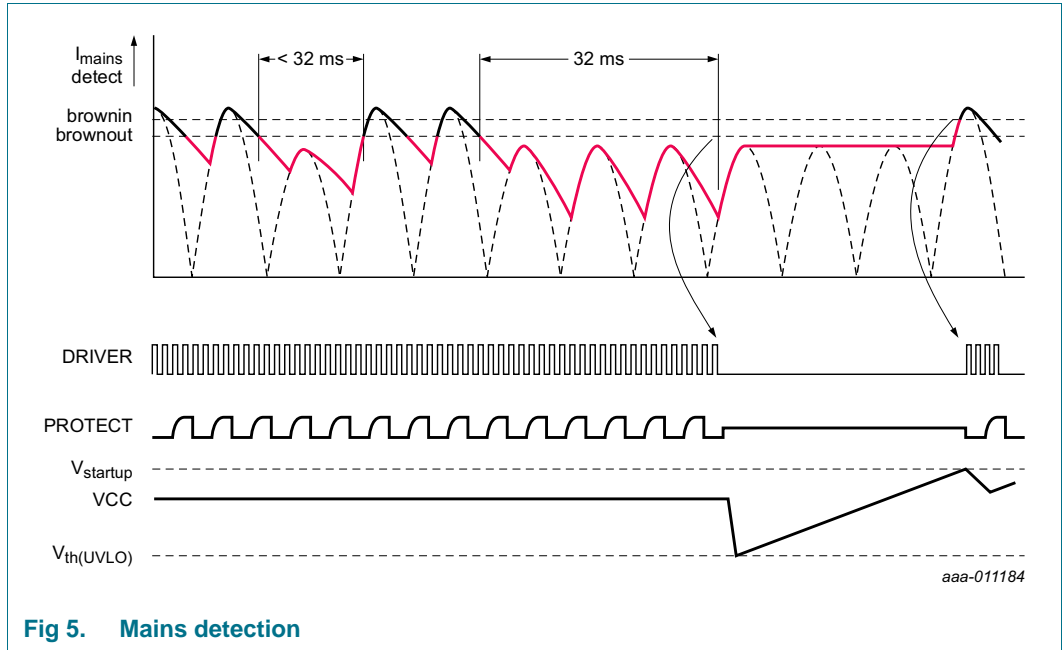 Imains
detect
< 32 ms
32 ms
brownin
brownout
DRIVER
PROTECT
Vstartup
VCC
Vth(UVLO)
aaa-011184
Fig 5. Mains detection